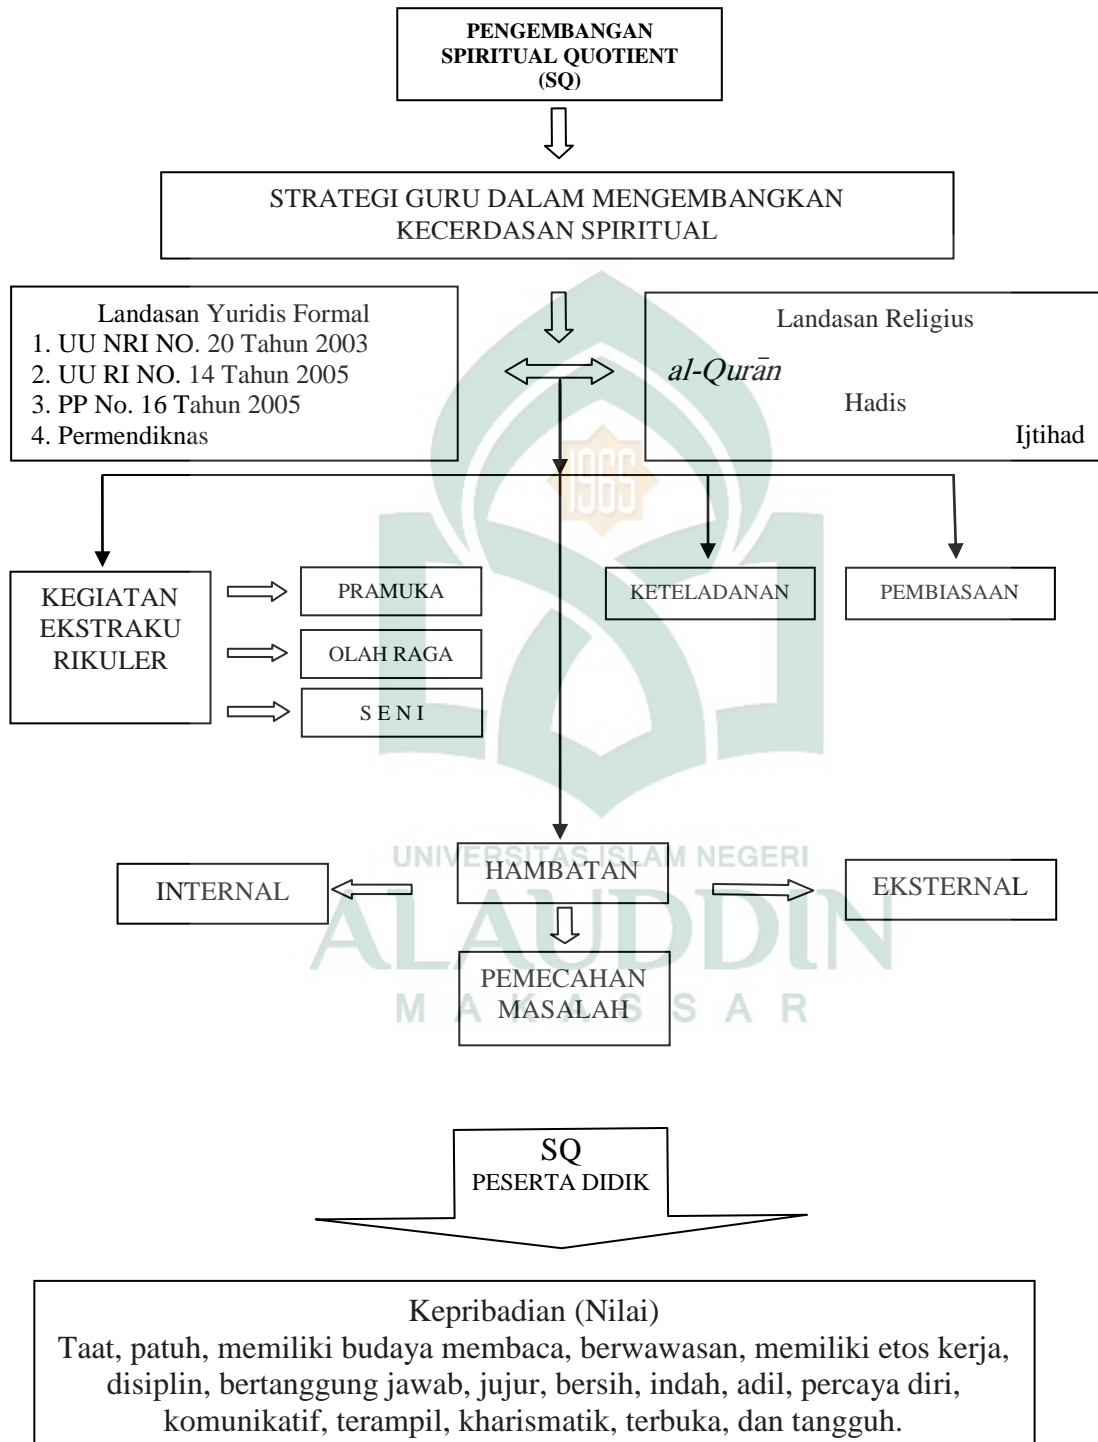 PENGEMBANGAN
SPIRITUAL QUOTIENT
(SQ)
STRATEGI GURU DALAM MENGEMBANGKAN
KECERDASAN SPIRITUAL
Landasan Yuridis Formal
1. UU NRI NO. 20 Tahun 2003
2. UU RI NO. 14 Tahun 2005
3. PP No. 16 Tahun 2005
4. Permendiknas
Landasan Religius
al-Qurān
Hadis
Ijtihad
1965
KEGIATAN
EKSTRAKU
RIKULER
PRAMUKA
OLAH RAGA
S E N I
KETELADANAN
PEMBIASAAN
UNIVERSITAS ISLAM NEGERI
ALAUDDIN
MAKASSAR
HAMBATAN
INTERNAL
EKSTERNAL
PEMECAHAN
MASALAH
SQ
PESERTA DIDIK
Kepribadian (Nilai)
Taat, patuh, memiliki budaya membaca, berwawasan, memiliki etos kerja,
disiplin, bertanggung jawab, jujur, bersih, indah, adil, percaya diri,
komunikatif, terampil, kharismatik, terbuka, dan tangguh.